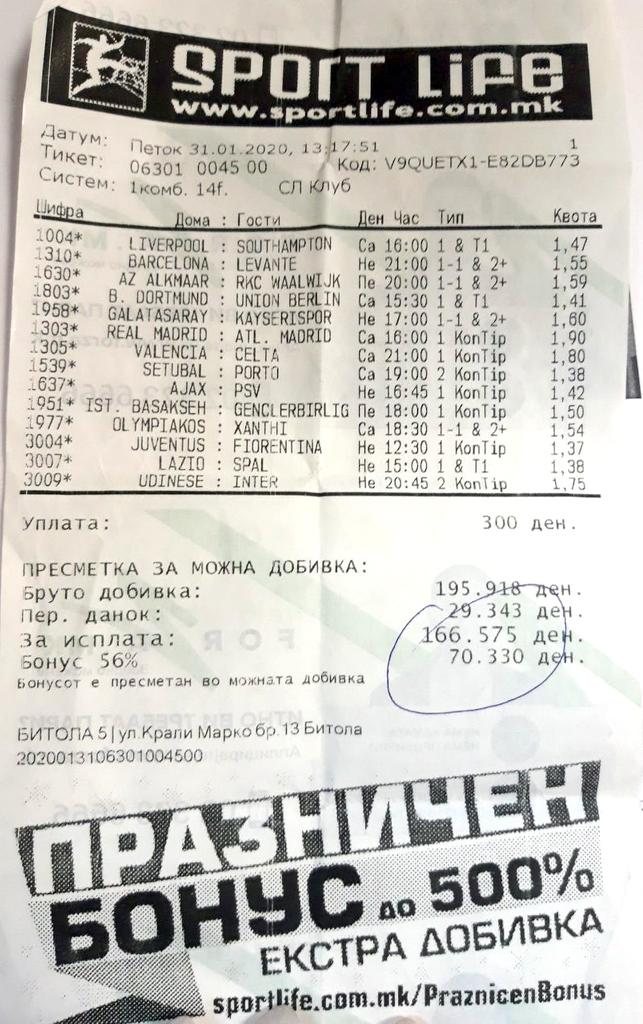 SPORT LiFe
www.sportlife.com.mk
Датум: Петок 31.01.2020, 13:17:51 1
Тикет: 06301 0045 00 Код: V9QUETX1-E82DB773
Систем: 1комб. 14f. СЛ Клуб
Шифра Дома : Гости Ден Час Тип Квота
1004* LIVERPOOL : SOUTHAMPTON Са 16:00 1 & T1 1,47
1310* BARCELONA : LEVANTE Не 21:00 1-1 & 2+ 1,55
1630* AZ ALKMAAR : RKC WAALWIJK Пе 20:00 1-1 & 2+ 1,59
1803* B. DORTMUND : UNION BERLIN Са 15:30 1 & T1 1,41
1958* GALATASARAY : KAYSERISPOR Не 17:00 1-1 & 2+ 1,60
1303* REAL MADRID : ATL. MADRID Са 16:00 1 KonTip 1,90
1305* VALENCIA : CELTA Са 21:00 1 KonTip 1,80
1539* SETUBAL : PORTO Са 19:00 2 KonTip 1,38
1637* AJAX : PSV Не 16:45 1 KonTip 1,42
1951* IST. BASAKSEH : GENCLERBIRLIG Пе 18:00 1 KonTip 1,50
1977* OLYMPIAKOS : XANTHI Са 18:30 1-1 & 2+ 1,54
3004* JUVENTUS : FIORENTINA Не 12:30 1 KonTip 1,37
3007* LAZIO : SPAL Не 15:00 1 & T1 1,38
3009* UDINESE : INTER Не 20:45 2 KonTip 1,75
Уплата: 300 ден.
ПРЕСМЕТКА ЗА МОЖНА ДОБИВКА:
Бруто добивка: 195.918 ден.
Пер. данок: 29.343 ден.
За исплата: 166.575 ден.
Бонус 56% 70.330 ден.
Бонусот е пресметан во можната добивка
БИТОЛА 5|ул.Крали Марко бр.13 Битола
2020013106301004500
ПРАЗНИЧЕН
БОНУС до 500%
ЕКСТРА ДОБИВКА
sportlife.com.mk/PraznicenBonus